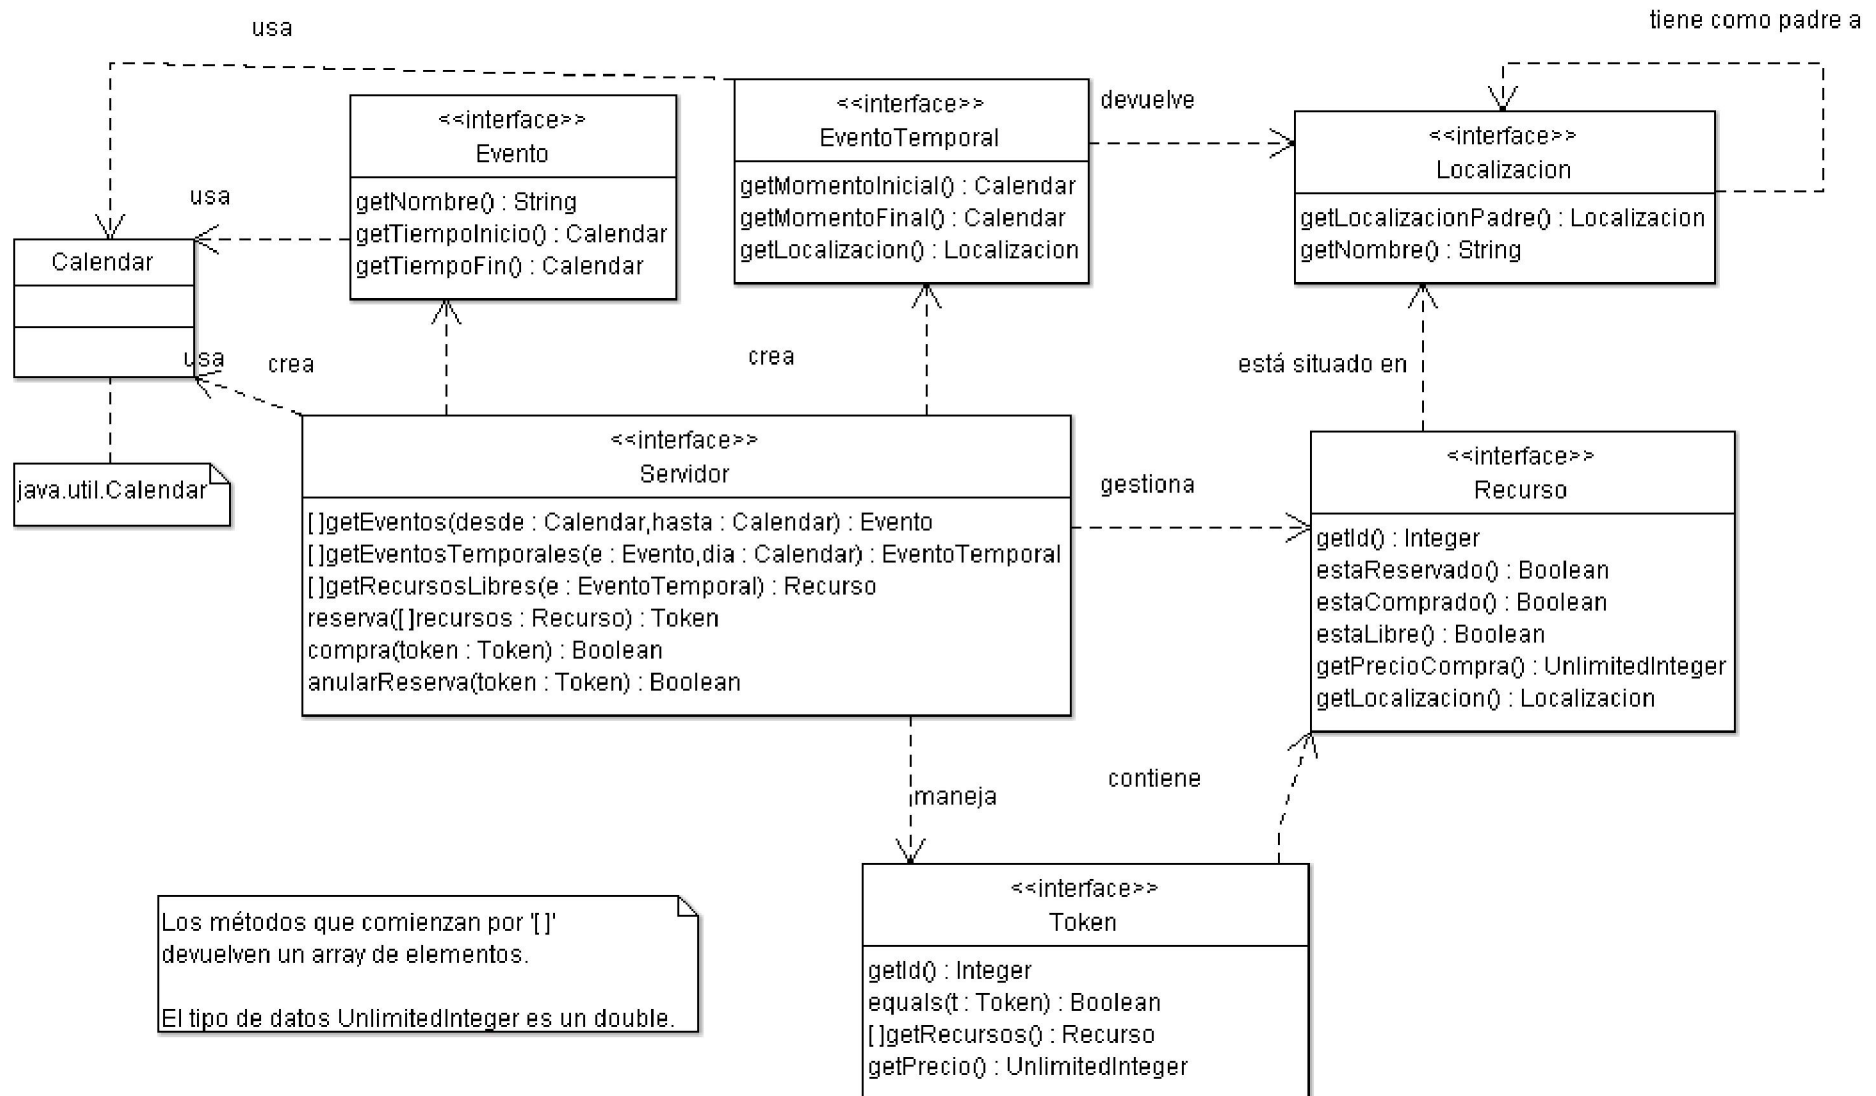 usa
tiene como padre a
<<interface>>
Evento
getNombre() : String
getTiempoInicio() : Calendar
getTiempoFin() : Calendar
<<interface>>
EventoTemporal
getMomentoInicial() : Calendar
getMomentoFinal() : Calendar
getLocalizacion() : Localizacion
devuelve
<<interface>>
Localizacion
getLocalizacionPadre() : Localizacion
getNombre() : String
usa
Calendar
usa
crea
crea
está situado en
java.util.Calendar
<<interface>>
Servidor
[]getEventos(desde : Calendar,hasta : Calendar) : Evento
[]getEventosTemporales(e : Evento,dia : Calendar) : EventoTemporal
[]getRecursosLibres(e : EventoTemporal) : Recurso
reserva([]recursos : Recurso) : Token
compra(token : Token) : Boolean
anularReserva(token : Token) : Boolean
gestiona
<<interface>>
Recurso
getId() : Integer
estaReservado() : Boolean
estaComprado() : Boolean
estaLibre() : Boolean
getPrecioCompra() : UnlimitedInteger
getLocalizacion() : Localizacion
maneja
contiene
Los métodos que comienzan por '[]'
devuelven un array de elementos.
El tipo de datos UnlimitedInteger es un double.
<<interface>>
Token
getId() : Integer
equals(t : Token) : Boolean
[]getRecursos() : Recurso
getPrecio() : UnlimitedInteger